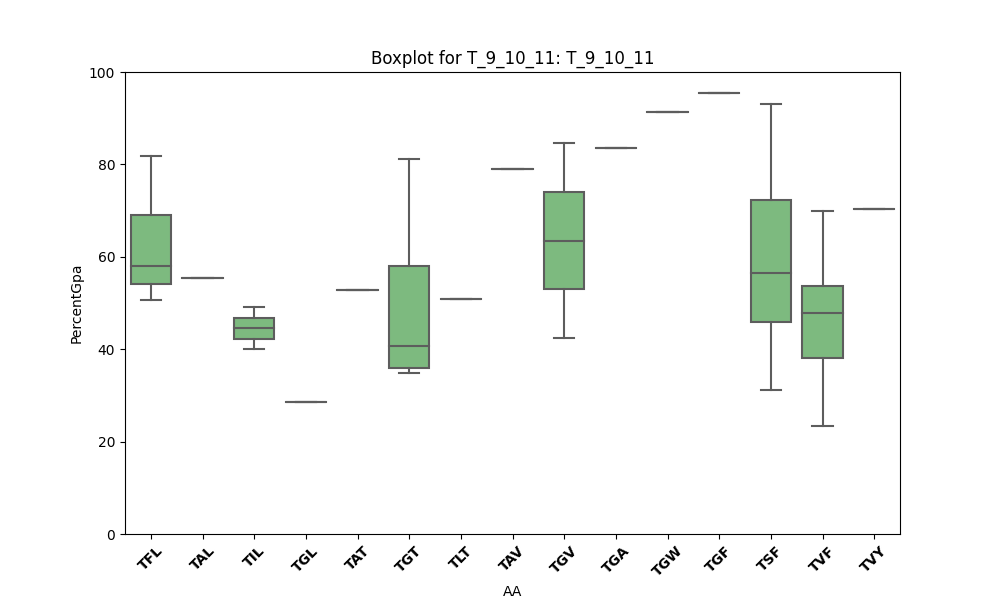 Boxplot for T_9_10_11: T_9_10_11
100
80
60
40
20
0
PercentGpa
TFL TAL TIL TGL TAT TGT TLT TAV TGV TGA TGW TGF TSF TVF TVY
AA